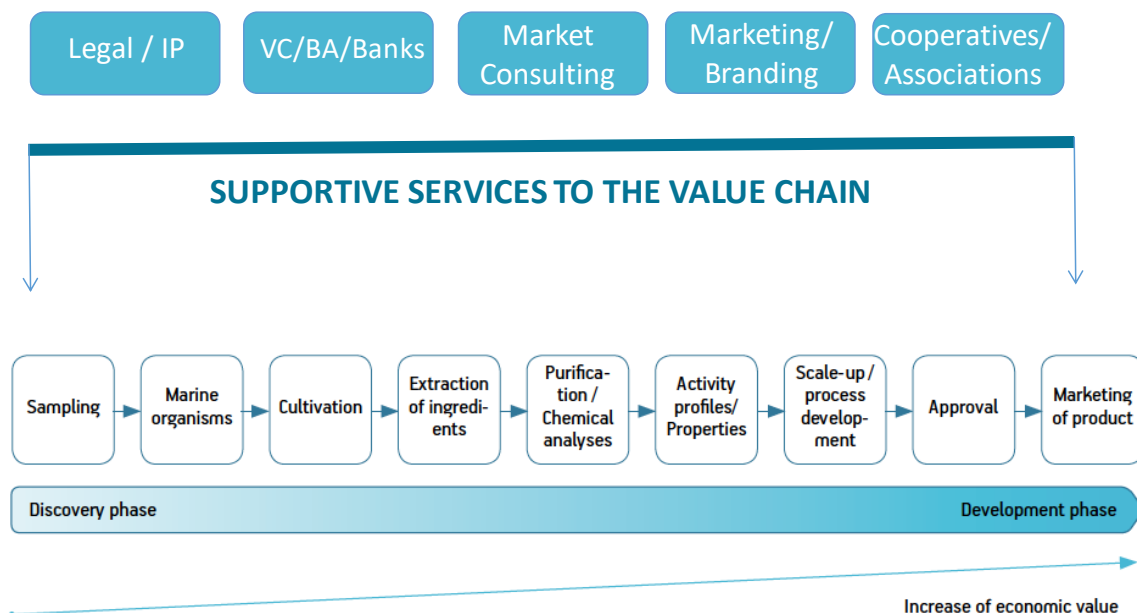 Legal / IP
VC/BA/Banks
Market
Consulting
Marketing/
Branding
Cooperatives/
Associations
SUPPORTIVE SERVICES TO THE VALUE CHAIN
Sampling
Marine
organisms
Cultivation
Extraction
of ingredi-
ents
Purifica-
tion /
Chemical
analyses
Activity
profiles/
Properties
Scale-up /
process
develop-
ment
Approval
Marketing
of product
Discovery phase
Development phase
Increase of economic value